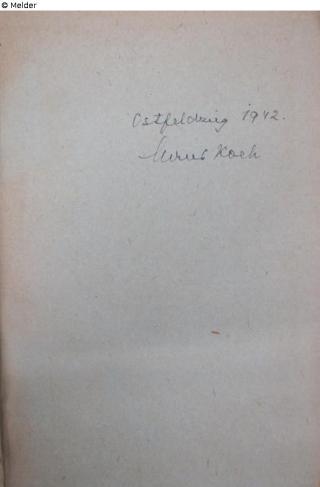 © Melder
Ostfeldzug 1942.
Koch